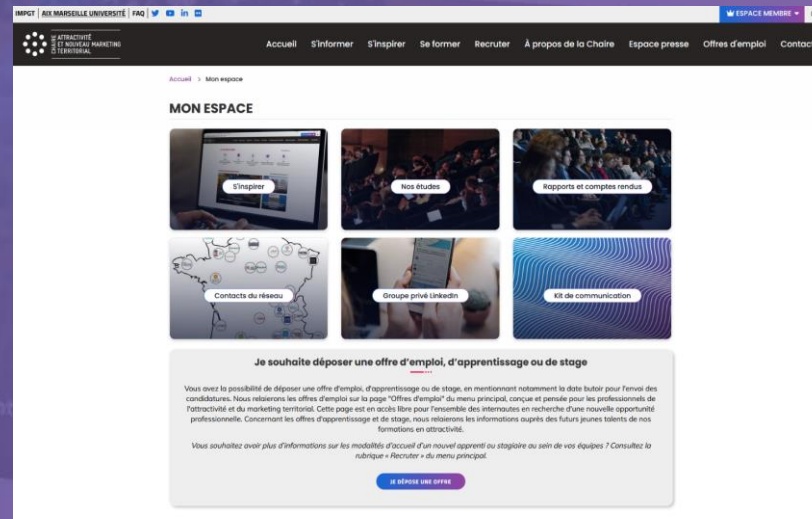 IMPGT | AIX MARSEILLE UNIVERSITÉ | FAQ |
ESPACE MEMBRE
CHAIRE ATTRACTIVITÉ
ET NOUVEAU MARKETING
TERRITORIAL
Accueil S'informer S'inspirer Se former Recruter À propos de la Chaire Espace presse Offres d'emploi Contact
Accueil > Mon espace
MON ESPACE
S'inspirer
Nos études
Rapports et comptes rendus
Contacts du réseau
Groupe privé Linkedin
Kit de communication
Je souhaite déposer une offre d'emploi, d'apprentissage ou de stage
Vous avez la possibilité de déposer une offre d'emploi, d'apprentissage ou de stage, en mentionnant notamment la date butoir pour l'envoi des
candidatures. Nous relaierons les offres d'emploi sur la page "Offres d'emploi" du menu principal, conçue et pensée pour les professionnels de
l'attractivité et du marketing territorial. Cette page est en accès libre pour l'ensemble des internautes en recherche d'une nouvelle opportunité
professionnelle. Concernant les offres d'apprentissage et de stage, nous relaierons les informations auprès des futurs jeunes talents de nos
formations en attractivité.
Vous souhaitez avoir plus d'informations sur les modalités d'accueil d'un nouvel apprenti ou stagiaire au sein de vos équipes ? Consultez la
rubrique « Recruter » du menu principal.
JE DÉPOSE UNE OFFRE